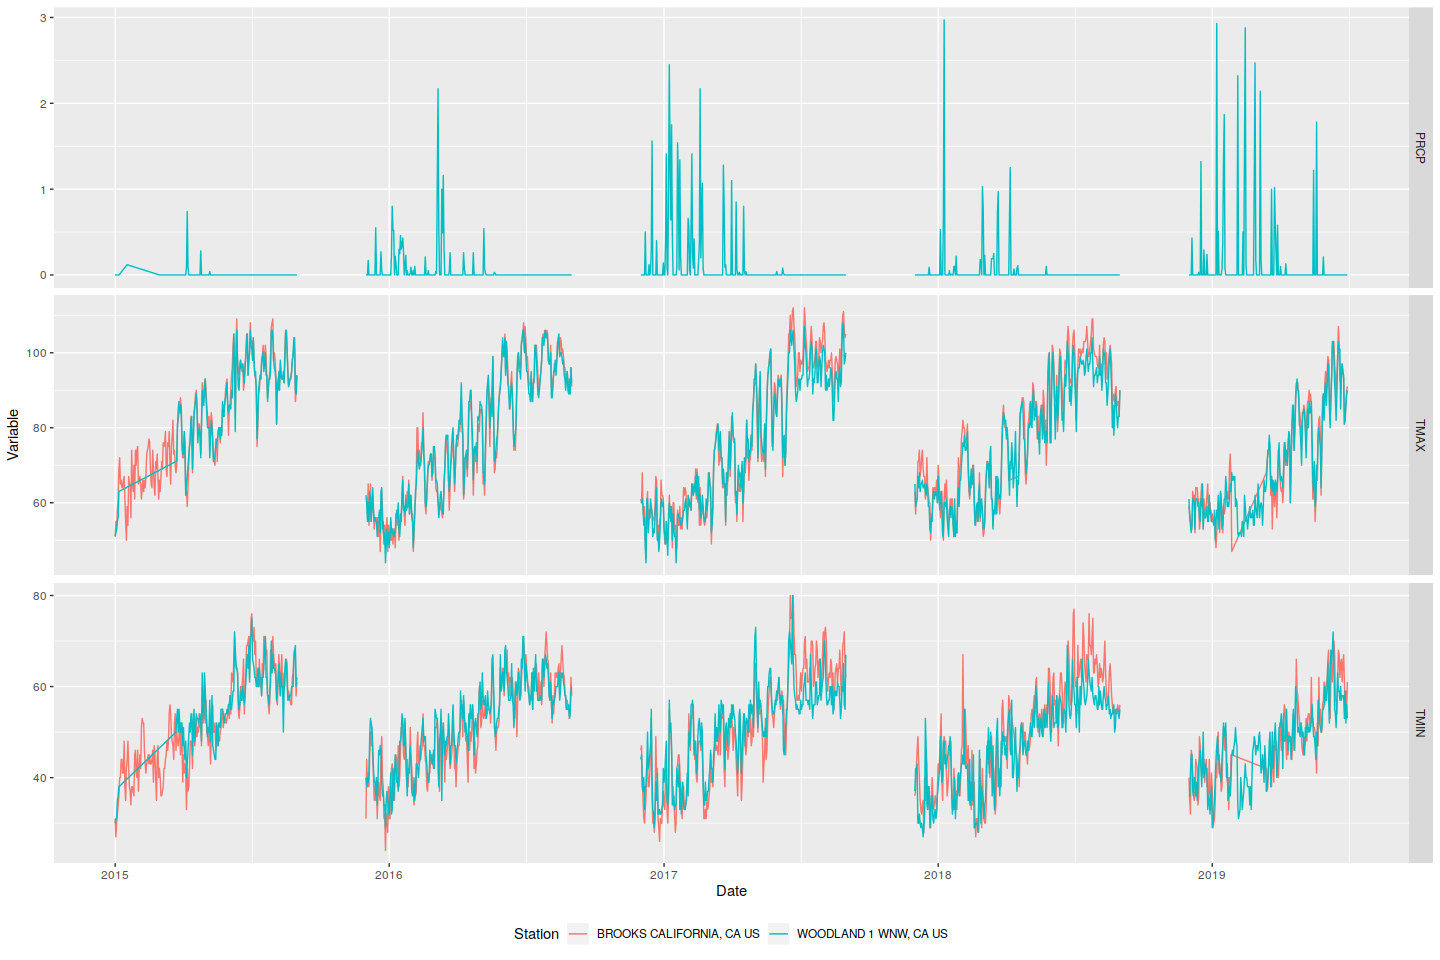 3
2
1
0
PRCP
100
80
60
TMAX
Variable
80
60
40
TMIN
2015 2016 2017 2018 2019
Date
Station BROOKS CALIFORNIA, CA US WOODLAND 1 WNW, CA US